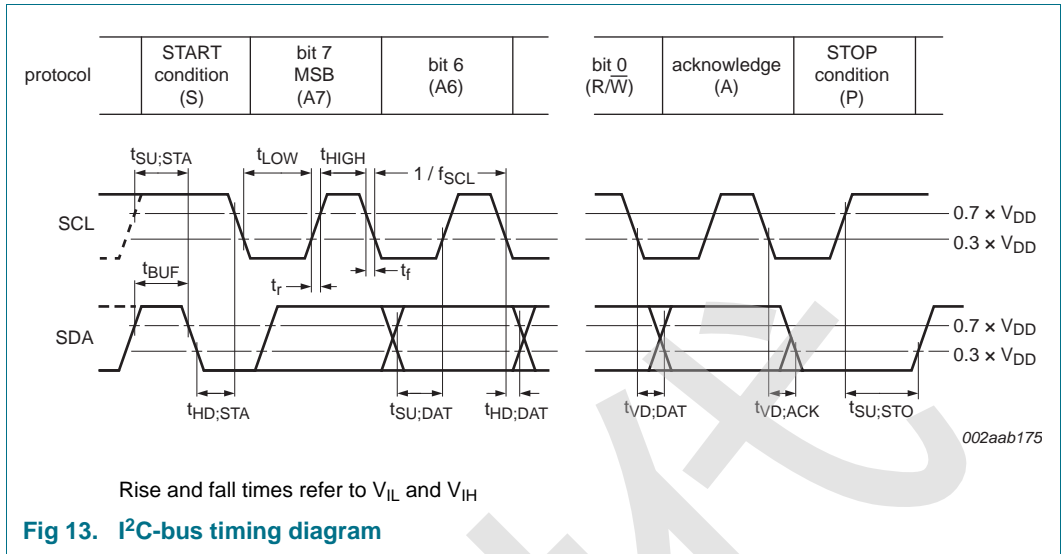 protocol
START condition (S)
bit 7 MSB (A7)
bit 6 (A6)
bit 0 (R/W̅)
acknowledge (A)
STOP condition (P)
tSU;STA
tLOW
tHIGH
1 / fSCL
SCL
0.7 × VDD
0.3 × VDD
tBUF
tr
tf
SDA
0.7 × VDD
0.3 × VDD
tHD;STA
tSU;DAT
tHD;DAT
tVD;DAT
tVD;ACK
tSU;STO
002aab175
Rise and fall times refer to VIL and VIH
Fig 13. I²C-bus timing diagram